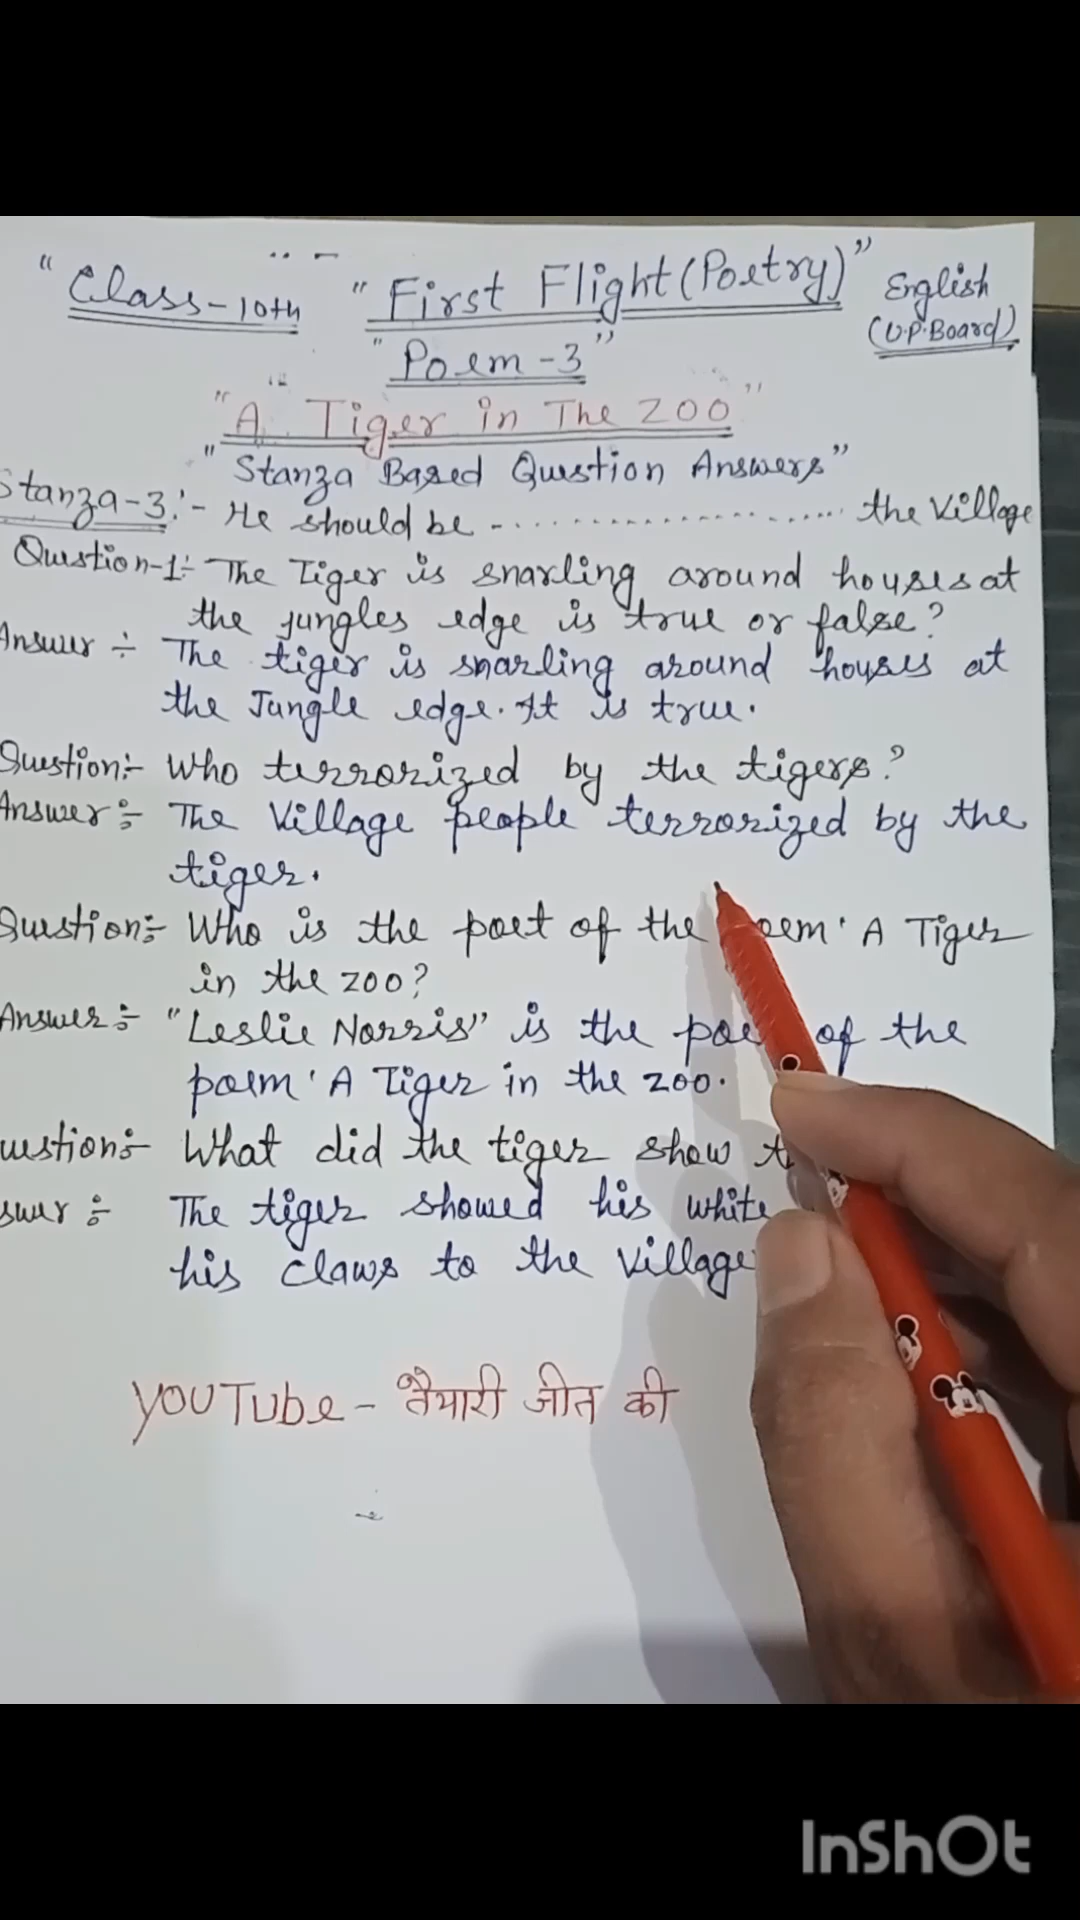 "Class-10th "First Flight (Poetry)" English
(U.P. Board)
"Poem-3"
"A Tiger in The Zoo"
"Stanza Based Question Answers"
Stanza-3:- He should be ................ the Village
Question-1:- The Tiger is snarling around houses at
the jungles edge is true or false?
Answer ÷ The tiger is snarling around houses at
the Jungle edge. It is true.
Question:- Who terrorized by the tigers?
Answer:- The Village people terrorized by the
tiger.
Question:- Who is the poet of the oem 'A Tiger
in the zoo?
Answer:- "Leslie Norris" is the poe of the
poem 'A Tiger in the zoo.
uestion:- What did the tiger show
swer ÷ The tiger showed his white
his claws to the Village
YouTube - तैयारी जीत की
InShOt